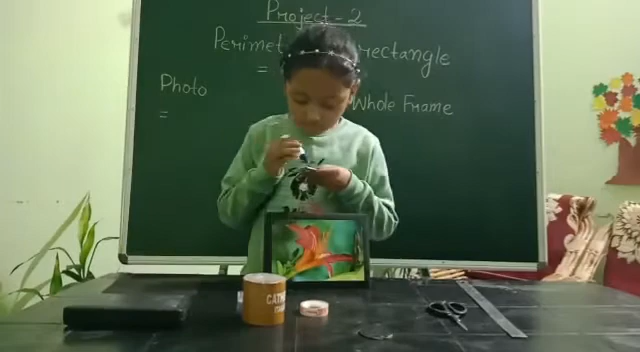 Project-2
Perimet rectangle
=
Photo
=
Whole Frame